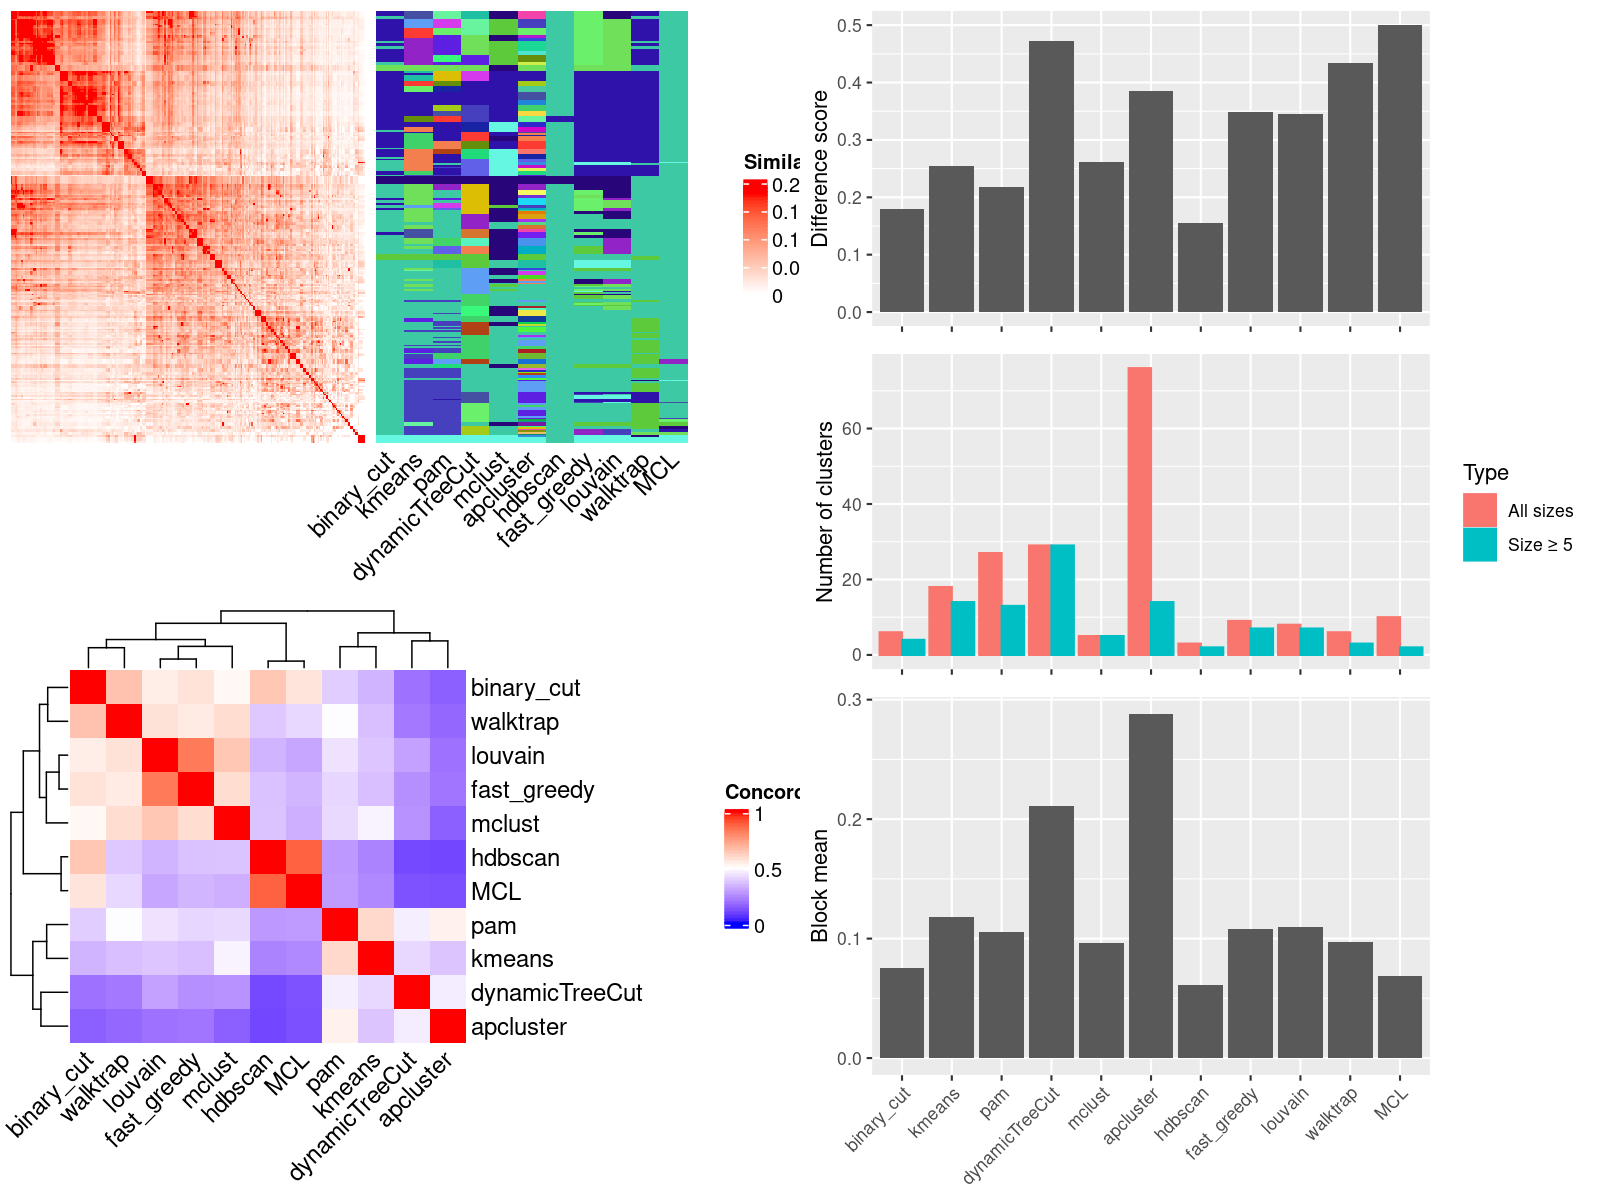 Simila
0.2
0.1
0.1
0.0
0
binary_cut
kmeans
pam
dynamicTreeCut
mclust
apcluster
hdbscan
fast_greedy
louvain
walktrap
MCL
binary_cut
walktrap
louvain
fast_greedy
mclust
hdbscan
MCL
pam
kmeans
dynamicTreeCut
apcluster
binary_cut
walktrap
louvain
fast_greedy
mclust
hdbscan
MCL
pam
kmeans
dynamicTreeCut
apcluster
Concord
1
0.5
0
Difference score
0.5
0.4
0.3
0.2
0.1
0.0
Number of clusters
60
40
20
0
Type
All sizes
Size ≥ 5
Block mean
0.3
0.2
0.1
0.0
binary_cut
kmeans
pam
dynamicTreeCut
mclust
apcluster
hdbscan
fast_greedy
louvain
walktrap
MCL